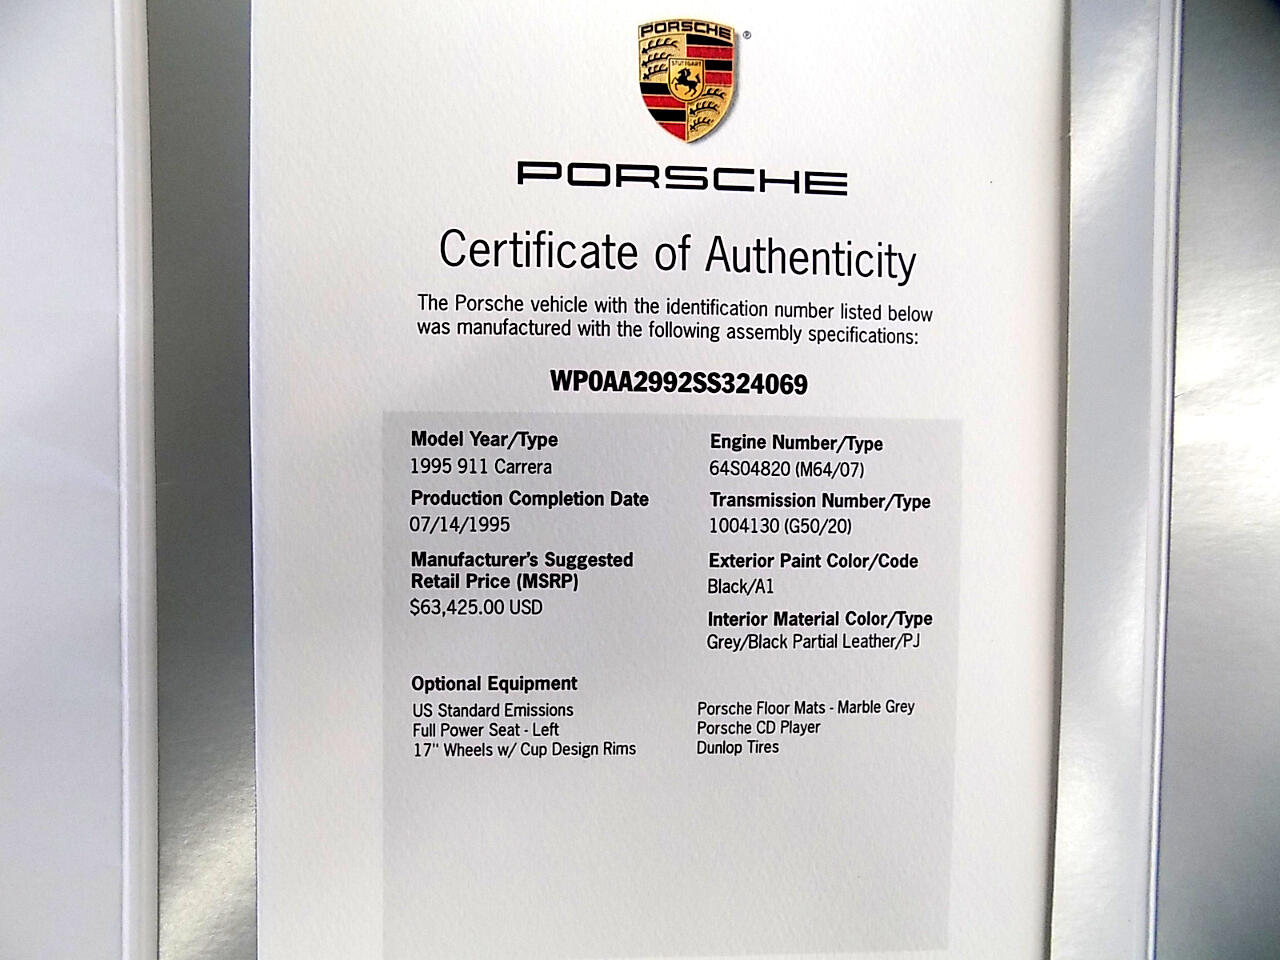 PORSCHE
STUTTGART
®
PORSCHE
Certificate of Authenticity
The Porsche vehicle with the identification number listed below
was manufactured with the following assembly specifications:
WP0AA2992SS324069
Model Year/Type
1995 911 Carrera
Production Completion Date
07/14/1995
Manufacturer's Suggested
Retail Price (MSRP)
$63,425.00 USD
Engine Number/Type
64S04820 (M64/07)
Transmission Number/Type
1004130 (G50/20)
Exterior Paint Color/Code
Black/A1
Interior Material Color/Type
Grey/Black Partial Leather/PJ
Optional Equipment
US Standard Emissions
Full Power Seat - Left
17" Wheels w/ Cup Design Rims
Porsche Floor Mats - Marble Grey
Porsche CD Player
Dunlop Tires